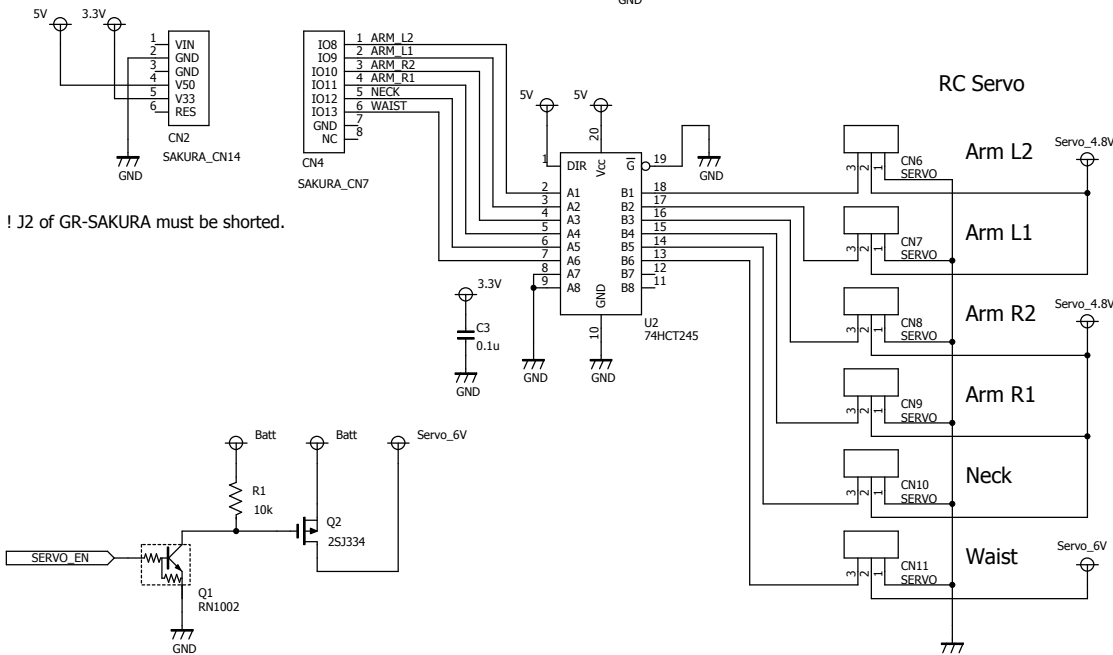 GND
5V
3.3V
1 VIN
2 GND
3 GND
4 V50
5 V33
6 RES
CN2
SAKURA_CN14
GND
IO8 1 ARM_L2
IO9 2 ARM_L1
IO10 3 ARM_R2
IO11 4 ARM_R1
IO12 5 NECK
IO13 6 WAIST
GND 7
NC 8
CN4
SAKURA_CN7
! J2 of GR-SAKURA must be shorted.
5V
5V
20
1 DIR Vcc G 19
GND
2 A1 B1 18
3 A2 B2 17
4 A3 B3 16
5 A4 B4 15
6 A5 B5 14
7 A6 B6 13
8 A7 B7 12
9 A8 B8 11
GND
10
U2
74HCT245
GND
GND
3.3V
C3
0.1u
GND
RC Servo
Arm L2
Servo_4.8V
3 2 1
CN6
SERVO
Arm L1
3 2 1
CN7
SERVO
Arm R2
Servo_4.8V
3 2 1
CN8
SERVO
Arm R1
3 2 1
CN9
SERVO
Neck
3 2 1
CN10
SERVO
Waist
Servo_6V
3 2 1
CN11
SERVO
Batt
Batt
Servo_6V
R1
10k
Q2
2SJ334
SERVO_EN
Q1
RN1002
GND